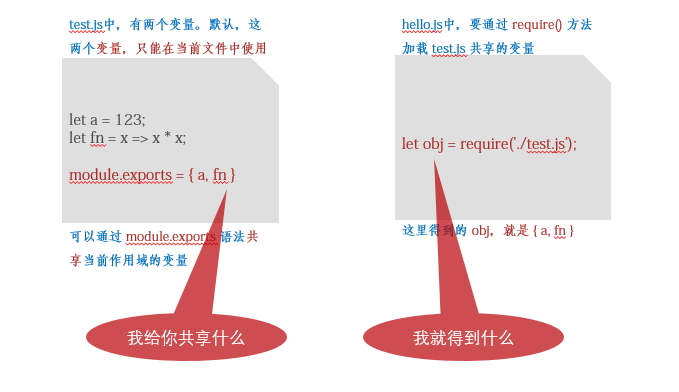 test.js中，有两个变量。默认，这
两个变量，只能在当前文件中使用
let a = 123;
let fn = x => x * x;
module.exports = { a, fn }
可以通过 module.exports 语法共
享当前作用域的变量
我给你共享什么
hello.js中，要通过 require() 方法
加载 test.js 共享的变量
let obj = require('./test.js');
这里得到的 obj，就是 { a, fn }
我就得到什么